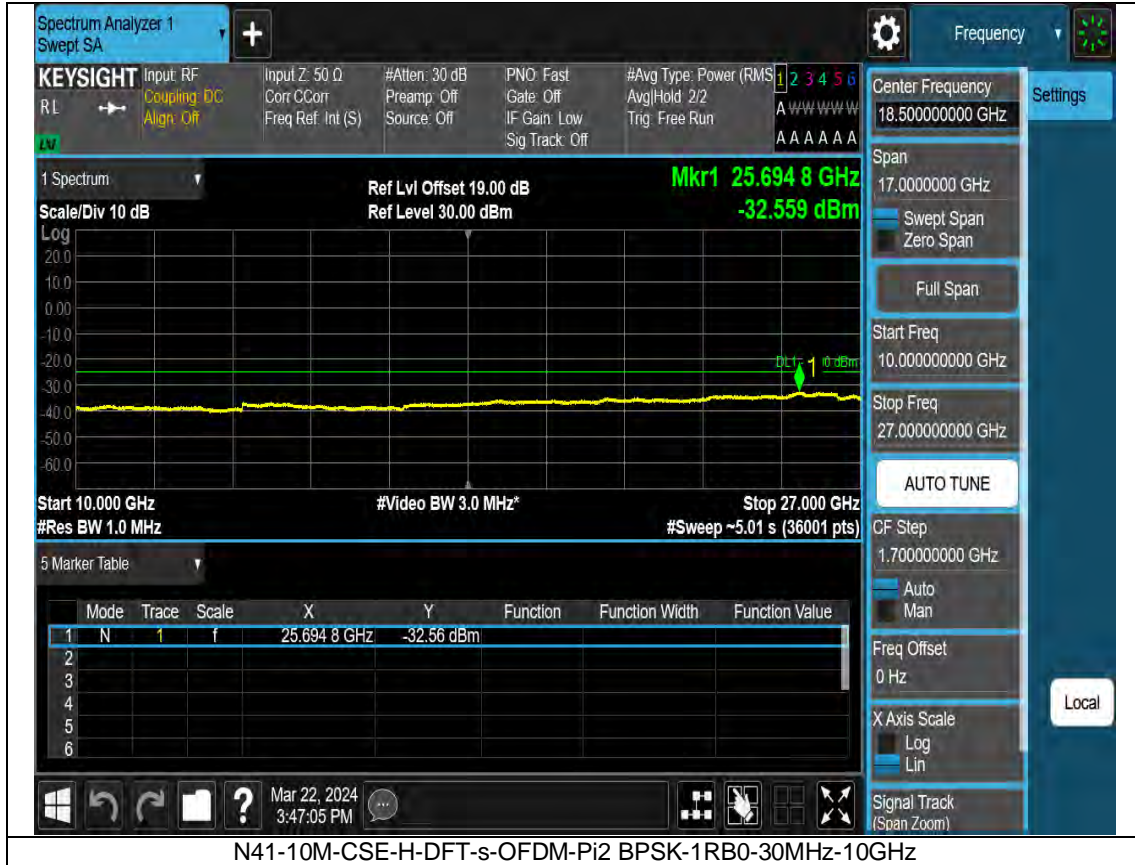 Spectrum Analyzer 1
Swept SA
+
Frequency
KEYSIGHT
RL
LNI
Input: RF
Coupling: DC
Align: Off
Input Z: 50 Ω
Corr CCorr
Freq Ref: Int (S)
#Atten: 30 dB
Preamp: Off
Source: Off
PNO: Fast
Gate: Off
IF Gain: Low
Sig Track: Off
#Avg Type: Power (RMS
Avg|Hold: 2/2
Trig: Free Run
1 2 3 4 5 6
A W W W W W
A A A A A A
1 Spectrum
Scale/Div 10 dB
Ref Lvl Offset 19.00 dB
Ref Level 30.00 dBm
Mkr1 25.694 8 GHz
-32.559 dBm
Log
20.0
10.0
0.00
-10.0
-20.0
-30.0
-40.0
-50.0
-60.0
DL1
1
0 dBm
Start 10.000 GHz
#Res BW 1.0 MHz
#Video BW 3.0 MHz*
Stop 27.000 GHz
#Sweep ~5.01 s (36001 pts)
5 Marker Table
Mode Trace Scale X Y Function Function Width Function Value
1 N 1 f 25.694 8 GHz -32.56 dBm
2
3
4
5
6
Mar 22, 2024
3:47:05 PM
?
Center Frequency
18.500000000 GHz
Settings
Span
17.0000000 GHz
Swept Span
Zero Span
Full Span
Start Freq
10.000000000 GHz
Stop Freq
27.000000000 GHz
AUTO TUNE
CF Step
1.700000000 GHz
Auto
Man
Freq Offset
0 Hz
Local
X Axis Scale
Log
Lin
Signal Track
(Span Zoom)
N41-10M-CSE-H-DFT-s-OFDM-Pi2 BPSK-1RB0-30MHz-10GHz